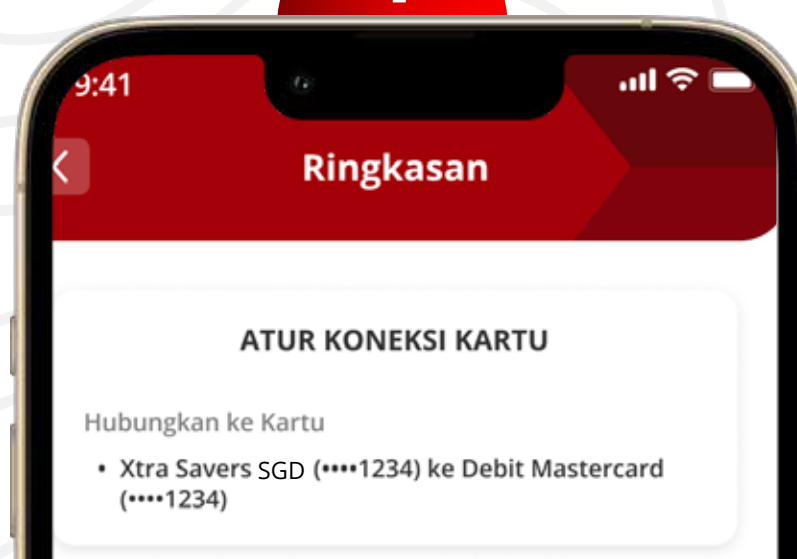 9:41
Ringkasan
ATUR KONEKSI KARTU
Hubungkan ke Kartu
• Xtra Savers SGD (••••1234) ke Debit Mastercard
(••••1234)